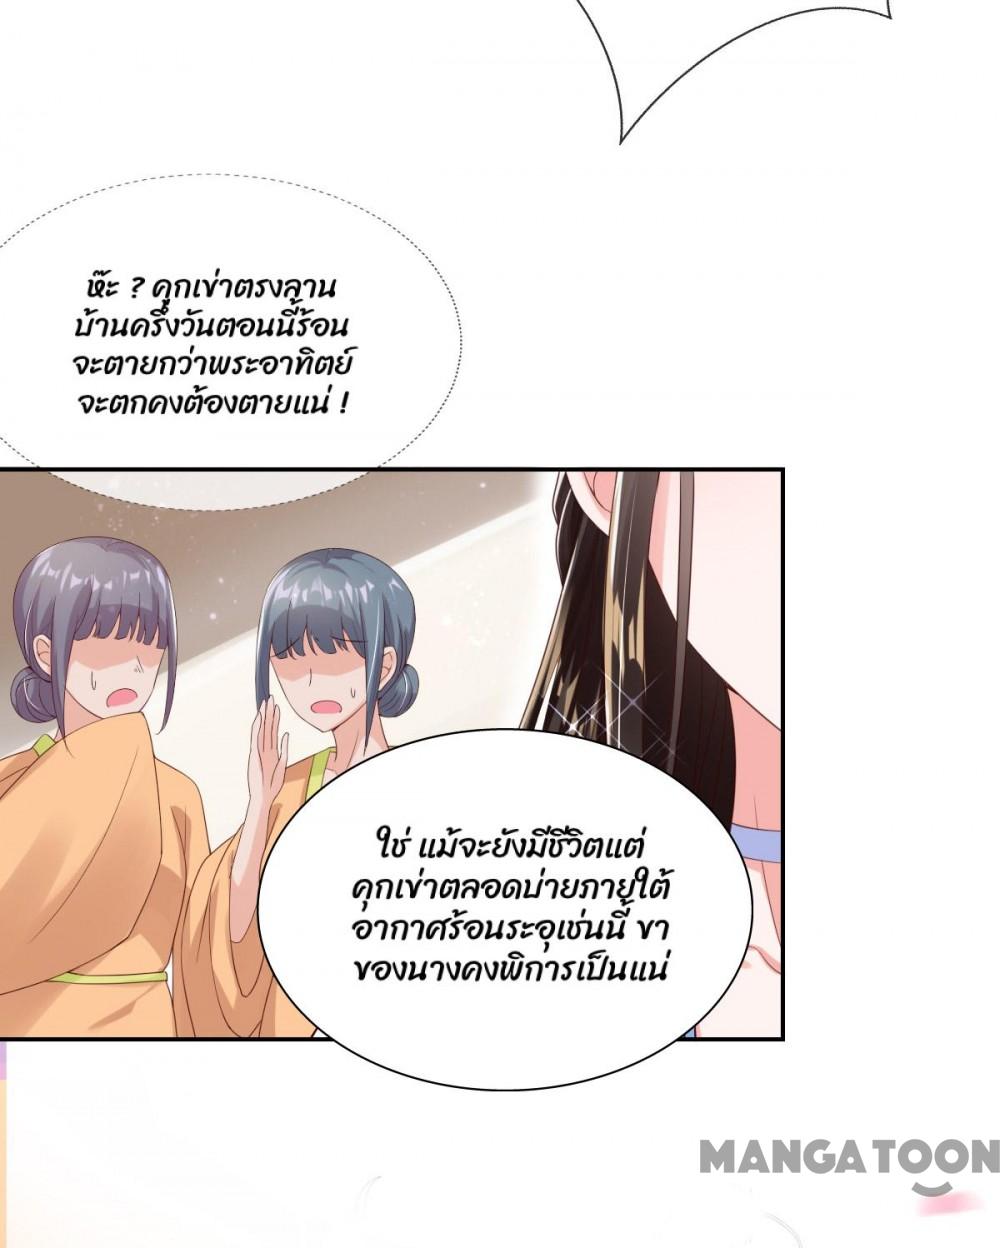 ห๊ะ ? คุกเข่าตรงลาน
บ้านครึ่งวันตอนนี้ร้อน
จะตายกว่าพระอาทิตย์
จะตกคงต้องตายแน่ !
ใช่ แม้จะยังมีชีวิตแต่
คุกเข่าตลอดบ่ายภายใต้
อากาศร้อนระอุเช่นนี้ ขา
ของนางคงพิการเป็นแน่
MANGATOON